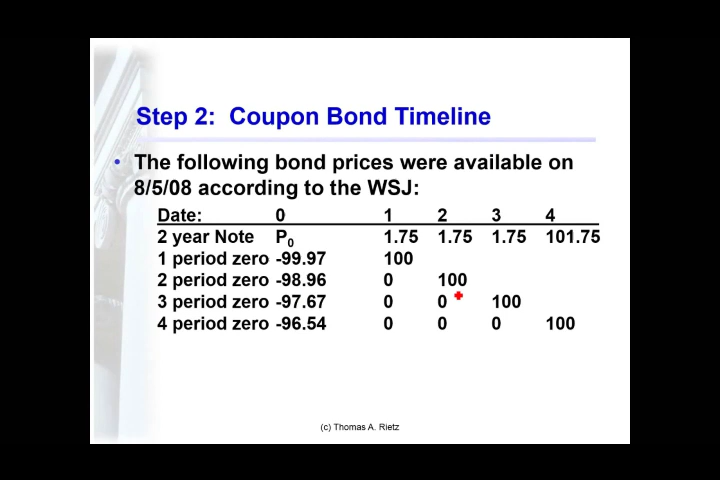 Step 2: Coupon Bond Timeline
• The following bond prices were available on
8/5/08 according to the WSJ:
Date: 0 1 2 3 4
2 year Note P₀ 1.75 1.75 1.75 101.75
1 period zero -99.97 100
2 period zero -98.96 0 100
3 period zero -97.67 0 0 100
4 period zero -96.54 0 0 0 100
(c) Thomas A. Rietz